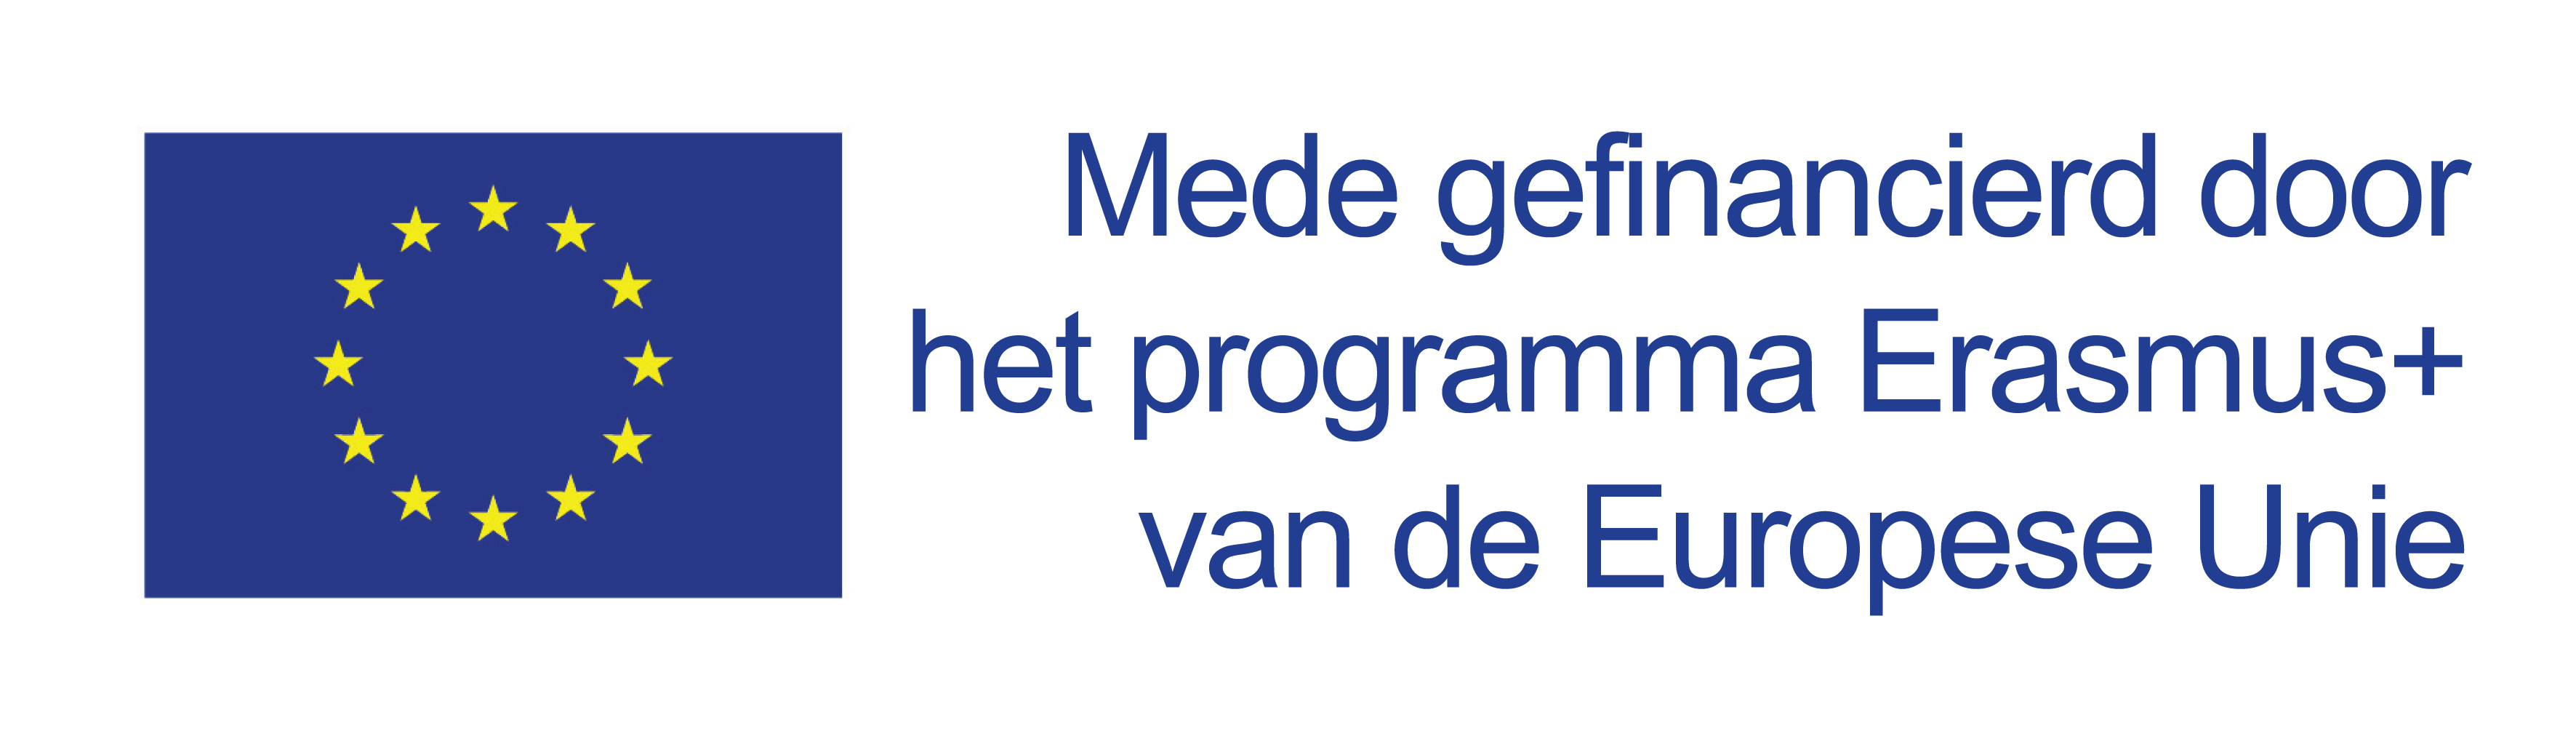 Mede gefinancierd door
het programma Erasmus+
van de Europese Unie